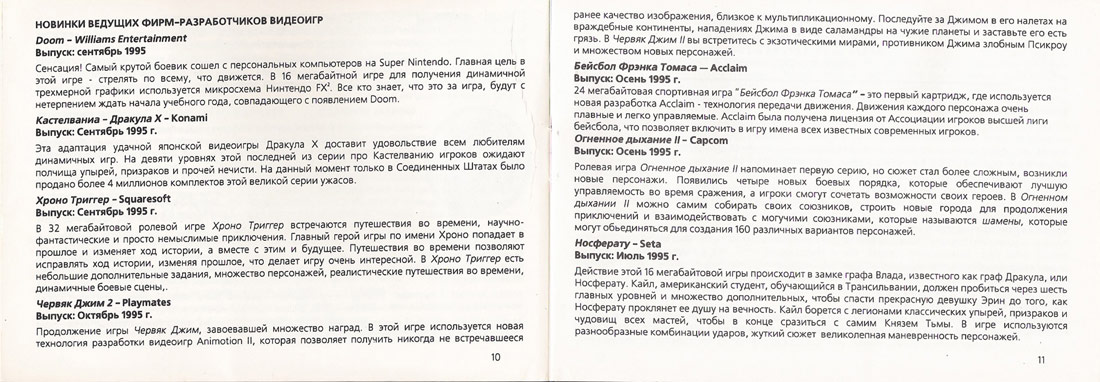 НОВИНКИ ВЕДУЩИХ ФИРМ-РАЗРАБОТЧИКОВ ВИДЕОИГР
Doom – Williams Entertainment
Выпуск: сентябрь 1995
Сенсация! Самый крутой боевик сошел с персональных компьютеров на Super Nintendo. Главная цель в
этой игре - стрелять по всему, что движется. В 16 мегабайтной игре для получения динамичной
трехмерной графики используется микросхема Нинтендо FX². Все кто знает, что это за игра, будут с
нетерпением ждать начала учебного года, совпадающего с появлением Doom.
Кастелваниа – Дракула X – Konami
Выпуск: Сентябрь 1995 г.
Эта адаптация удачной японской видеоигры Дракула X доставит удовольствие всем любителям
динамичных игр. На девяти уровнях этой последней из серии про Кастелванию игроков ожидают
полчища упырей, призраков и прочей нечисти. На данный момент только в Соединенных Штатах было
продано более 4 миллионов комплектов этой великой серии ужасов.
Хроно Триггер – Squaresoft
Выпуск: Сентябрь 1995 г.
В 32 мегабайтовой ролевой игре Хроно Триггер встречаются путешествия во времени, научно-
фантастические и просто немыслимые приключения. Главный герой игры по имени Хроно попадает в
прошлое и изменяет ход истории, а вместе с этим и будущее. Путешествия во времени позволяют
исправлять ход истории, изменяя прошлое, что делает игру очень интересной. В Хроно Триггер есть
небольшие дополнительные задания, множество персонажей, реалистические путешествия во времени,
динамичные боевые сцены,.
Червяк Джим 2 – Playmates
Выпуск: Октябрь 1995 г.
Продолжение игры Червяк Джим, завоевавшей множество наград. В этой игре используется новая
технология разработки видеоигр Animotion II, которая позволяет получить никогда не встречавшееся
10
ранее качество изображения, близкое к мультипликационному. Последуйте за Джимом в его налетах на
враждебные континенты, нападениях Джима в виде саламандры на чужие планеты и заставьте его есть
грязь. В Червяк Джим II вы встретитесь с экзотическими мирами, противником Джима злобным Психроу
и множеством новых персонажей.
Бейсбол Фрэнка Томаса — Acclaim
Выпуск: Осень 1995 г.
24 мегабайтовая спортивная игра "Бейсбол Фрэнка Томаса" – это первый картридж, где используется
новая разработка Acclaim - технология передачи движения. Движения каждого персонажа очень
плавные и легко управляемые. Acclaim была получена лицензия от Ассоциации игроков высшей лиги
бейсбола, что позволяет включить в игру имена всех известных современных игроков.
Огненное дыхание II – Capcom
Выпуск: Осень 1995 г.
Ролевая игра Огненное дыхание II напоминает первую серию, но сюжет стал более сложным, возникли
новые персонажи. Появились четыре новых боевых порядка, которые обеспечивают лучшую
управляемость во время сражения, а игроки смогут сочетать возможности своих героев. В Огненном
дыхании II можно самим собирать своих союзников, строить новые города для продолжения
приключений и взаимодействовать с могучими союзниками, которые называются шамены, которые
могут объединяться для создания 160 различных вариантов персонажей.
Носферату – Seta
Выпуск: Июль 1995 г.
Действие этой 16 мегабайтовой игры происходит в замке графа Влада, известного как граф Дракула, или
Носферату. Кайл, американский студент, обучающийся в Трансильвании, должен пробиться через шесть
главных уровней и множество дополнительных, чтобы спасти прекрасную девушку Эрин до того, как
Носферату проклянет ее душу на вечность. Кайл борется с легионами классических упырей, призраков и
чудовищ всех мастей, чтобы в конце сразиться с самим Князем Тьмы. В игре используются
разнообразные комбинации ударов, жуткий сюжет великолепная маневренность персонажей.
11